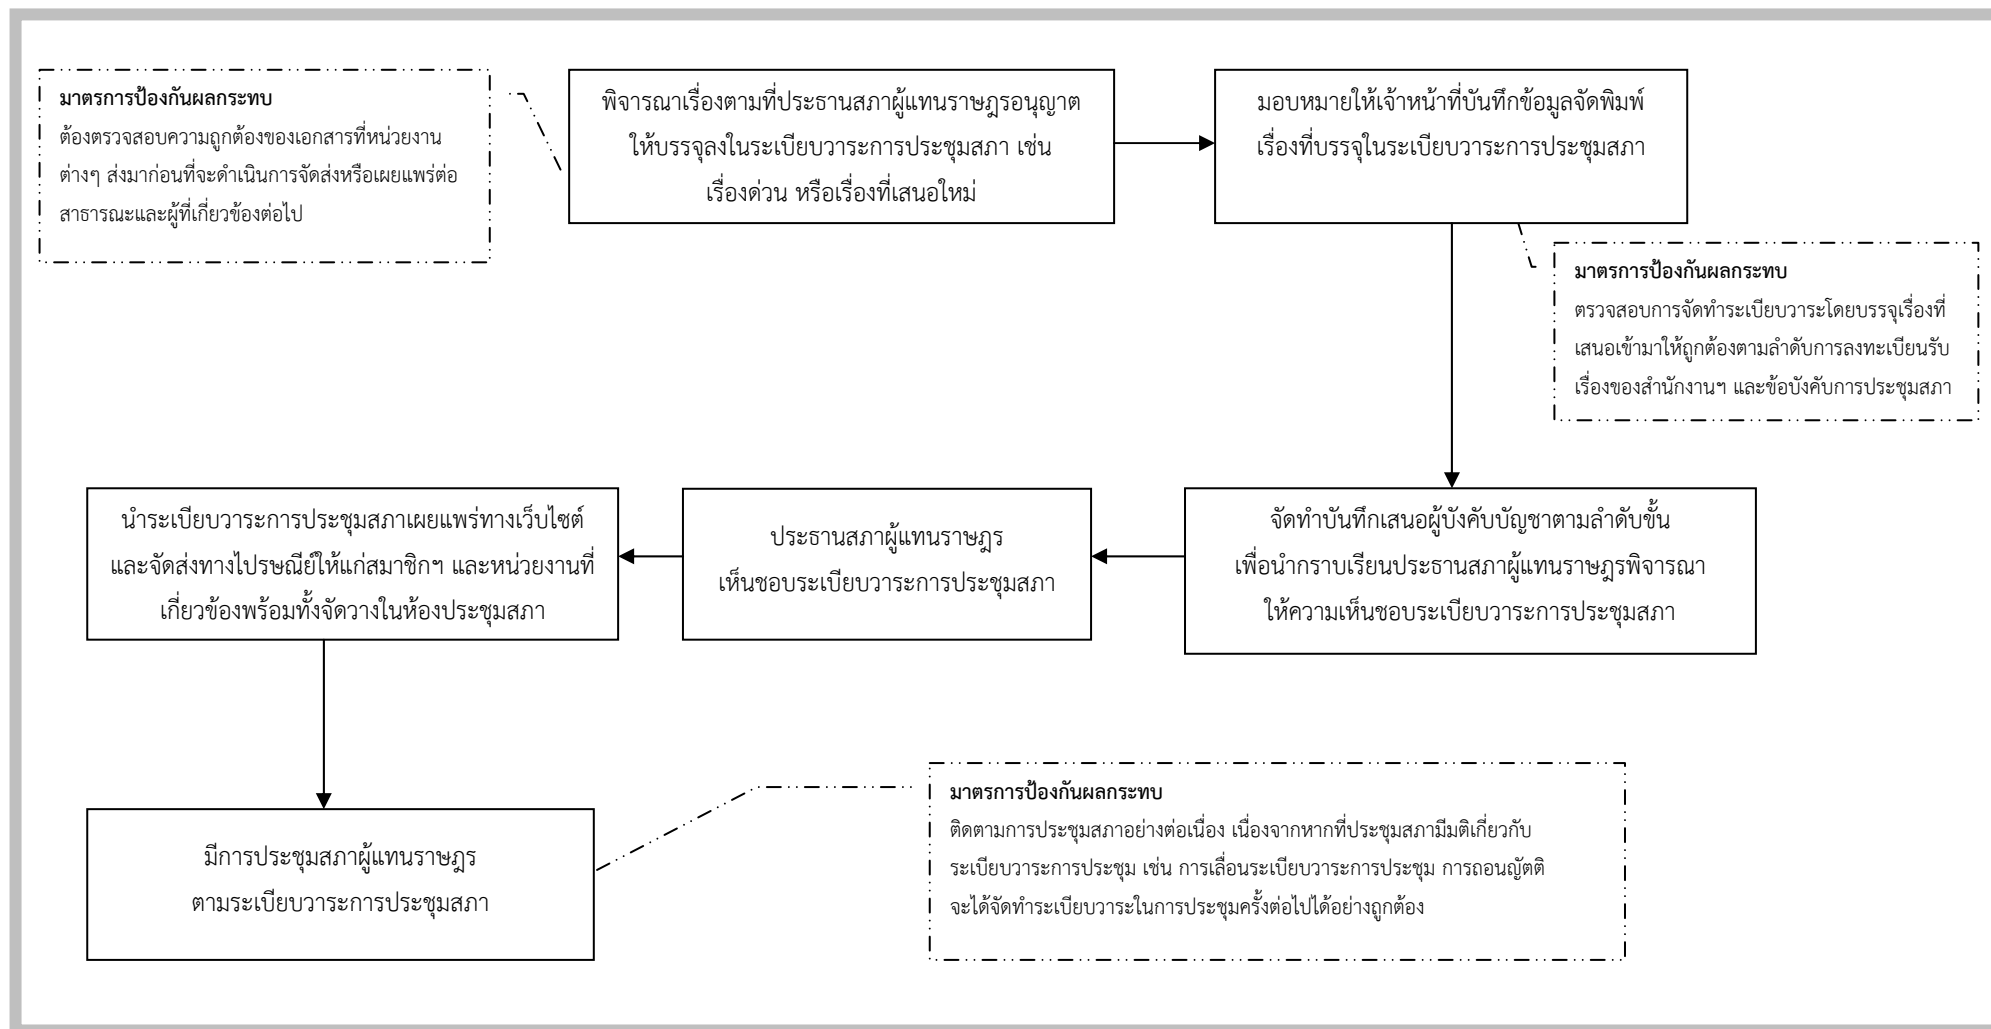 มาตรการป้องกันผลกระทบ
ต้องตรวจสอบความถูกต้องของเอกสารที่หน่วยงาน
ต่างๆ ส่งมาก่อนที่จะดำเนินการจัดส่งหรือเผยแพร่ต่อ
สาธารณะและผู้ที่เกี่ยวข้องต่อไป
พิจารณาเรื่องตามที่ประธานสภาผู้แทนราษฎรอนุญาต
ให้บรรจุลงในระเบียบวาระการประชุมสภา เช่น
เรื่องด่วน หรือเรื่องที่เสนอใหม่
มอบหมายให้เจ้าหน้าที่บันทึกข้อมูลจัดพิมพ์
เรื่องที่บรรจุในระเบียบวาระการประชุมสภา
มาตรการป้องกันผลกระทบ
ตรวจสอบการจัดทำระเบียบวาระโดยบรรจุเรื่องที่
เสนอเข้ามาให้ถูกต้องตามลำดับการลงทะเบียนรับ
เรื่องของสำนักงานฯ และข้อบังคับการประชุมสภา
จัดทำบันทึกเสนอผู้บังคับบัญชาตามลำดับขั้น
เพื่อนำกราบเรียนประธานสภาผู้แทนราษฎรพิจารณา
ให้ความเห็นชอบระเบียบวาระการประชุมสภา
ประธานสภาผู้แทนราษฎร
เห็นชอบระเบียบวาระการประชุมสภา
นำระเบียบวาระการประชุมสภาเผยแพร่ทางเว็บไซต์
และจัดส่งทางไปรษณีย์ให้แก่สมาชิกฯ และหน่วยงานที่
เกี่ยวข้องพร้อมทั้งจัดวางในห้องประชุมสภา
มีการประชุมสภาผู้แทนราษฎร
ตามระเบียบวาระการประชุมสภา
มาตรการป้องกันผลกระทบ
ติดตามการประชุมสภาอย่างต่อเนื่อง เนื่องจากหากที่ประชุมสภามีมติเกี่ยวกับ
ระเบียบวาระการประชุม เช่น การเลื่อนระเบียบวาระการประชุม การถอนญัตติ
จะได้จัดทำระเบียบวาระในการประชุมครั้งต่อไปได้อย่างถูกต้อง